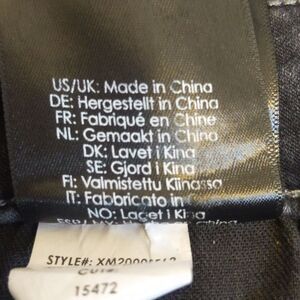 US/UK: Made in China
DE: Hergestellt in China
FR: Fabriqué en Chine
NL: Gemaakt in China
DK: Lavet i Kina
SE: Gjord i Kina
FI: Valmistettu Kiinassa
IT: Fabbricato in
NO: Laget i Kina
STYLE#:
15472